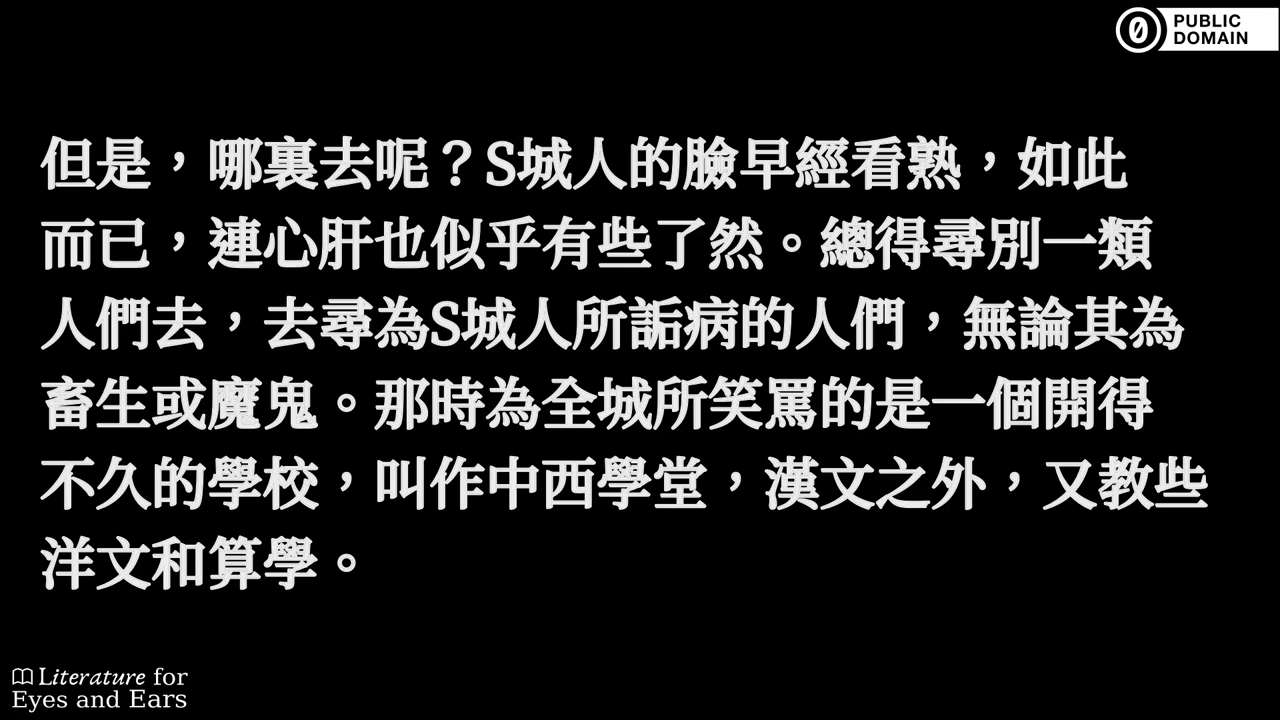 PUBLIC
DOMAIN
但是，哪裏去呢？S城人的臉早經看熟，如此
而已，連心肝也似乎有些了然。總得尋別一類
人們去，去尋為S城人所詬病的人們，無論其為
畜生或魔鬼。那時為全城所笑罵的是一個開得
不久的學校，叫作中西學堂，漢文之外，又教些
洋文和算學。
Literature for
Eyes and Ears